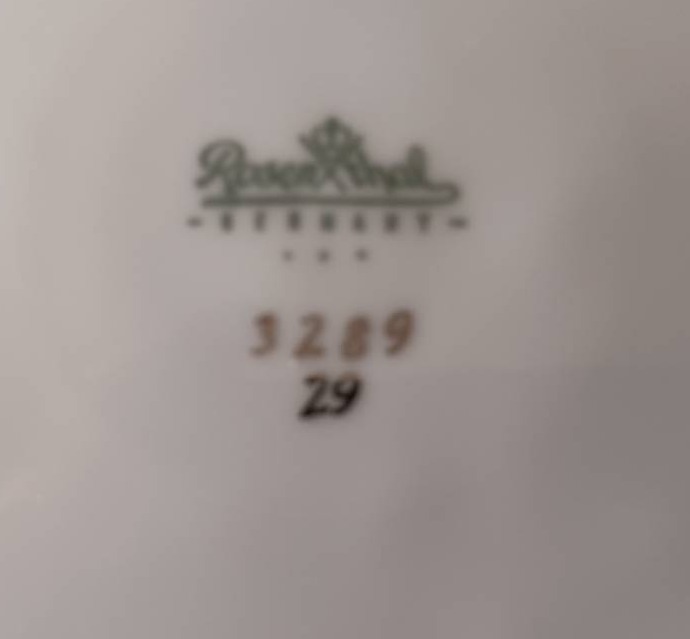 Rosenthal
- GERMANY -
3289
29